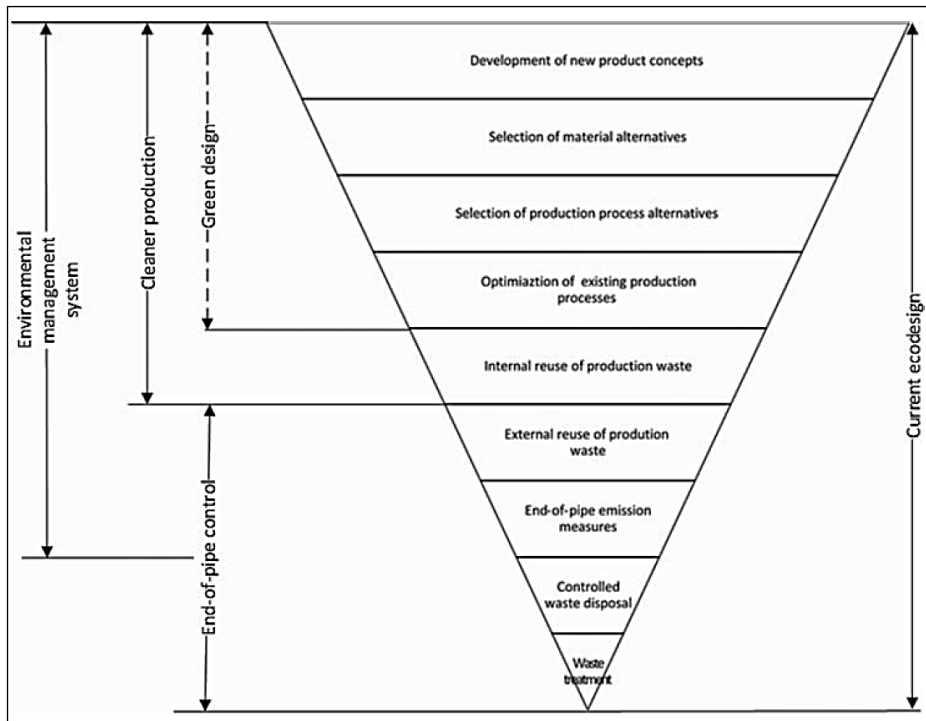 Development of new product concepts
Selection of material alternatives
Selection of production process alternatives
Optimiaztion of existing production
processes
Internal reuse of production waste
External reuse of prodution
waste
End-of-pipe emission
measures
Controlled
waste disposal
Waste
treatment
Environmental
management
system
Cleaner production
Green design
End-of-pipe control
Current ecodesign